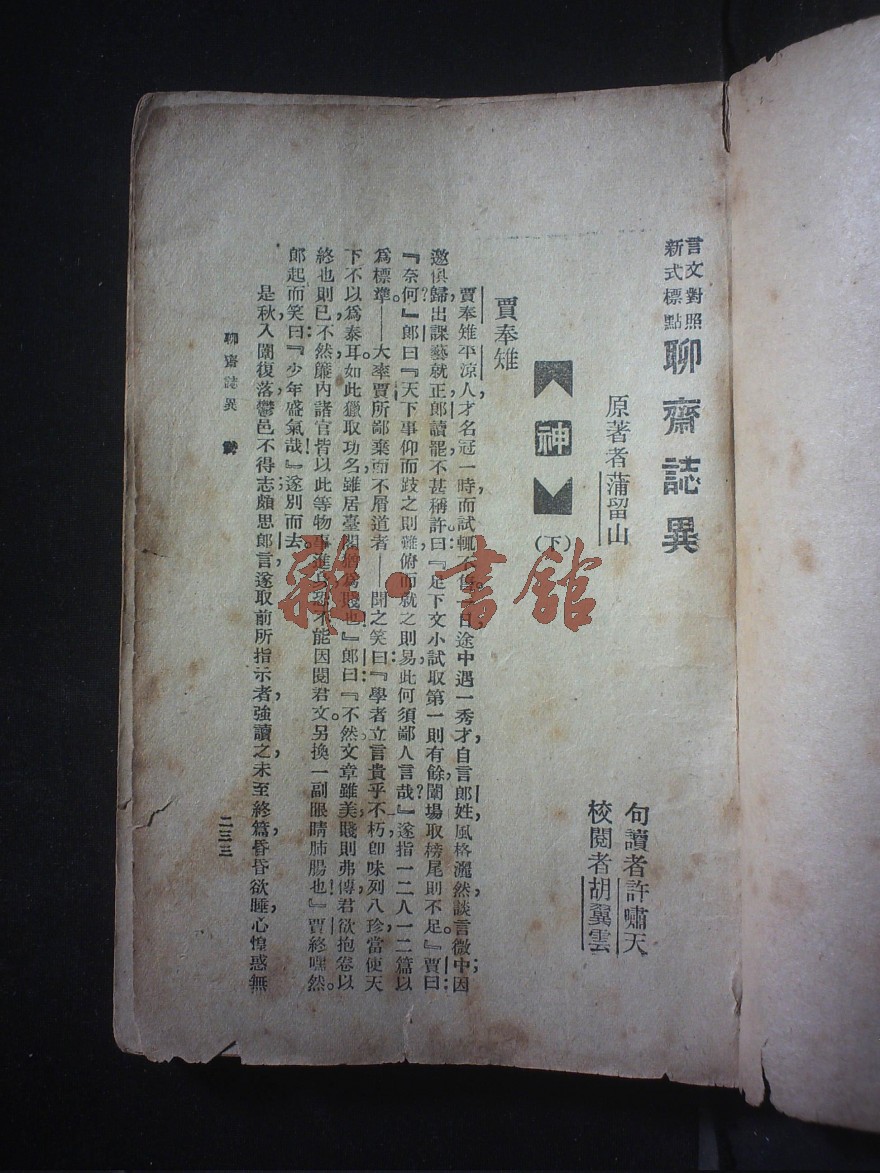 言文對照
新式標點
聊齋誌異
原著者蒲留山
句讀者許嘯天
校閱者胡翼雲
神
(下)
賈奉雉
賈奉雉,平涼人,才名冠一時,而試輒不售。一日,途中遇一秀才,自言郎姓,風格灑然,談言微中;因
邀俱歸,出課藝就正。郎讀罷,不甚稱許,曰:『足下文,小試取第一則有餘,闈場取榜尾則不足。』賈曰:
『奈何?』郎曰:『天下事,仰而跂之則難,俯而就之則易,此何須鄙人言哉?』遂指一二人、一二篇以
爲標準——大率賈所鄙棄而不屑道者——聞之笑曰:『學者立言,貴乎不朽,卽味列八珍,當使天
下不以爲泰耳。如此獵取功名,雖居臺閣,猶爲賤也。』郎曰:『不然,文章雖美,賤則弗傳。君欲抱卷以
終也則已;不然,簾內諸官,皆以此等物事進身,恐不能因閱君文,另換一副眼睛肺腸也!』賈終嘿然。
郎起而笑曰:『少年盛氣哉!』遂別而去。
是秋入闈復落,鬱邑不得志;頗思郎言,遂取前所指示者強讀之;未至終篇,昏昏欲睡,心惶惑無
聊齋誌異
二三三
雜·書館